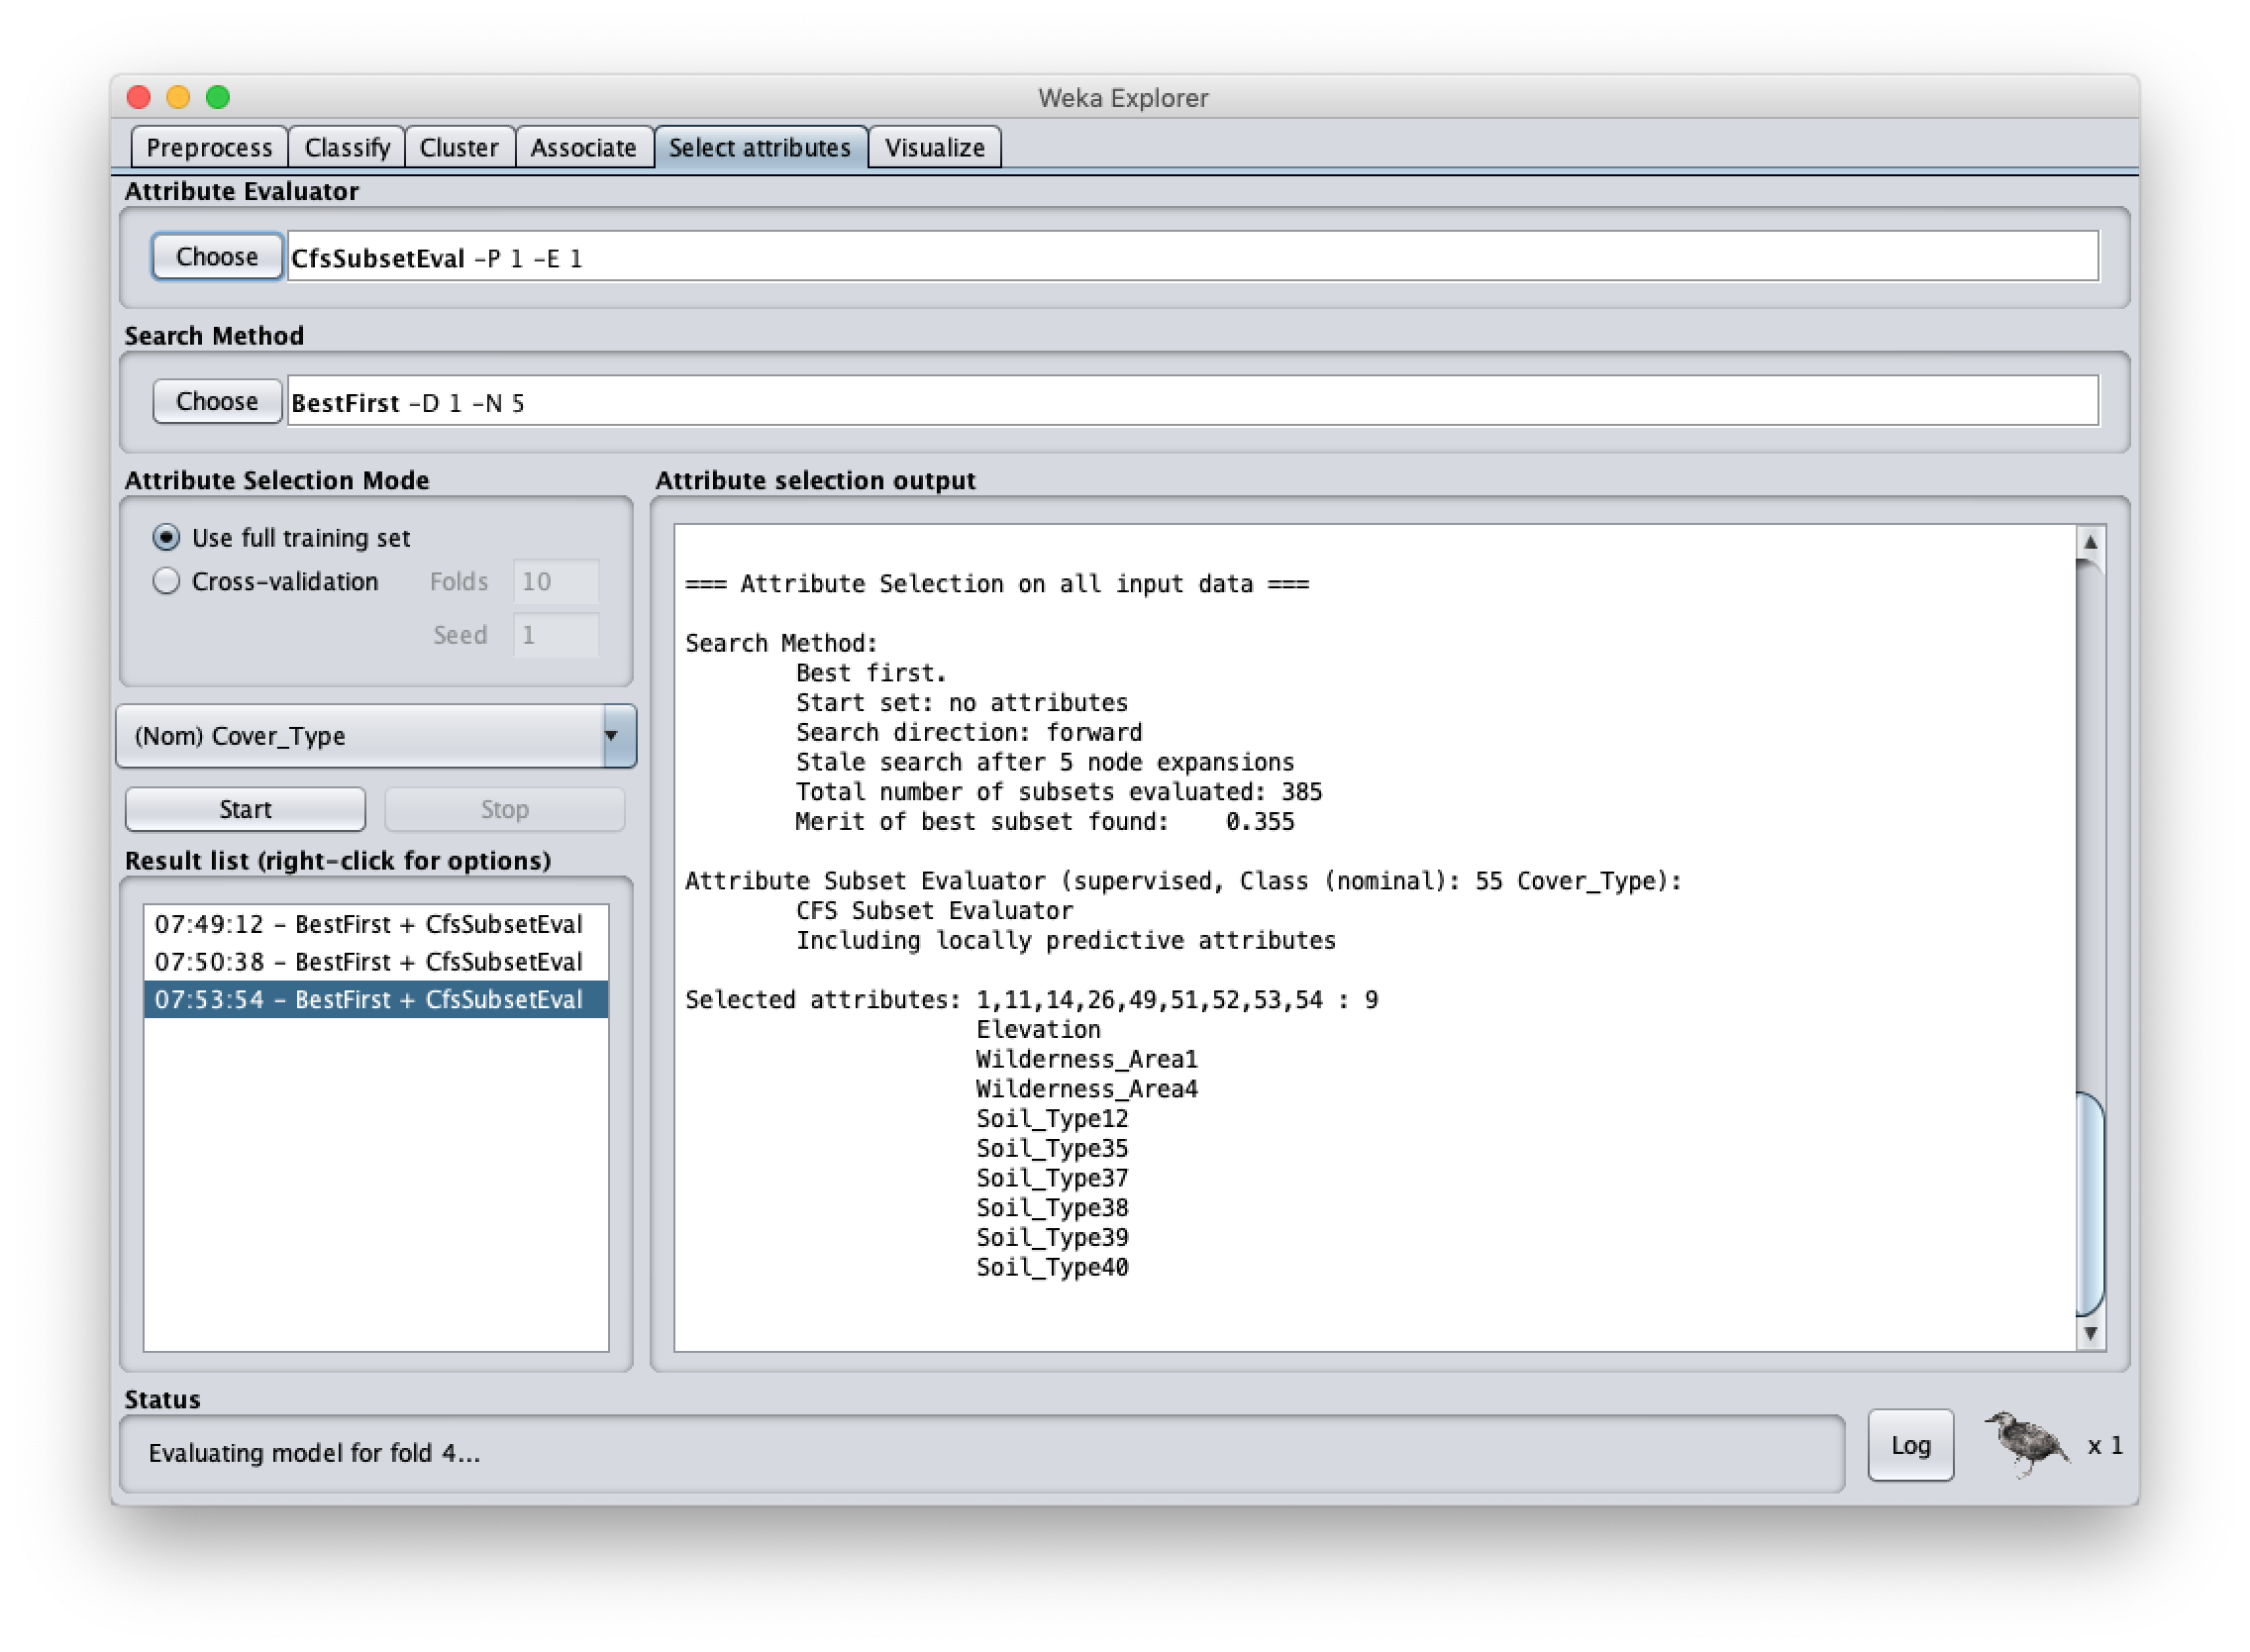 Weka Explorer
Preprocess Classify Cluster Associate Select attributes Visualize
Attribute Evaluator
Choose CfsSubsetEval -P 1 -E 1
Search Method
Choose BestFirst -D 1 -N 5
Attribute Selection Mode
Use full training set
Cross-validation Folds 10
Seed 1
(Nom) Cover_Type
Start Stop
Result list (right-click for options)
07:49:12 - BestFirst + CfsSubsetEval
07:50:38 - BestFirst + CfsSubsetEval
07:53:54 - BestFirst + CfsSubsetEval
Attribute selection output
=== Attribute Selection on all input data ===
Search Method:
Best first.
Start set: no attributes
Search direction: forward
Stale search after 5 node expansions
Total number of subsets evaluated: 385
Merit of best subset found: 0.355
Attribute Subset Evaluator (supervised, Class (nominal): 55 Cover_Type):
CFS Subset Evaluator
Including locally predictive attributes
Selected attributes: 1,11,14,26,49,51,52,53,54 : 9
Elevation
Wilderness_Area1
Wilderness_Area4
Soil_Type12
Soil_Type35
Soil_Type37
Soil_Type38
Soil_Type39
Soil_Type40
Status
Evaluating model for fold 4...
Log x 1